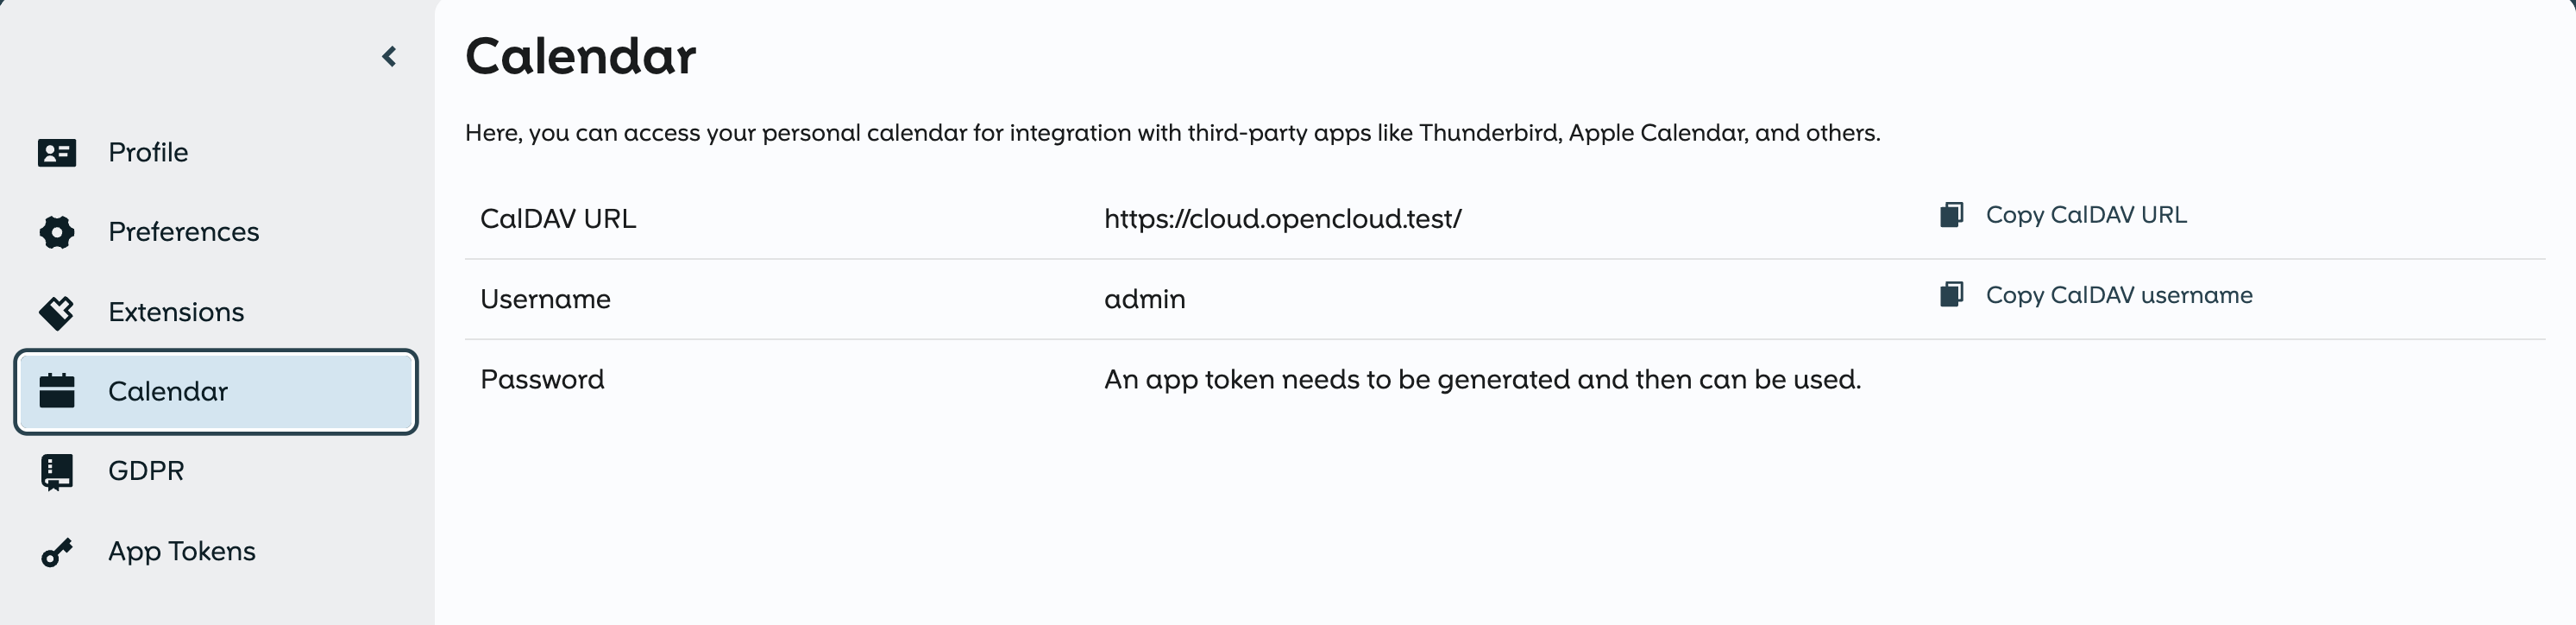 Profile
Preferences
Extensions
Calendar
GDPR
App Tokens
Calendar
Here, you can access your personal calendar for integration with third-party apps like Thunderbird, Apple Calendar, and others.
CalDAV URL https://cloud.opencloud.test/ Copy CalDAV URL
Username admin Copy CalDAV username
Password An app token needs to be generated and then can be used.